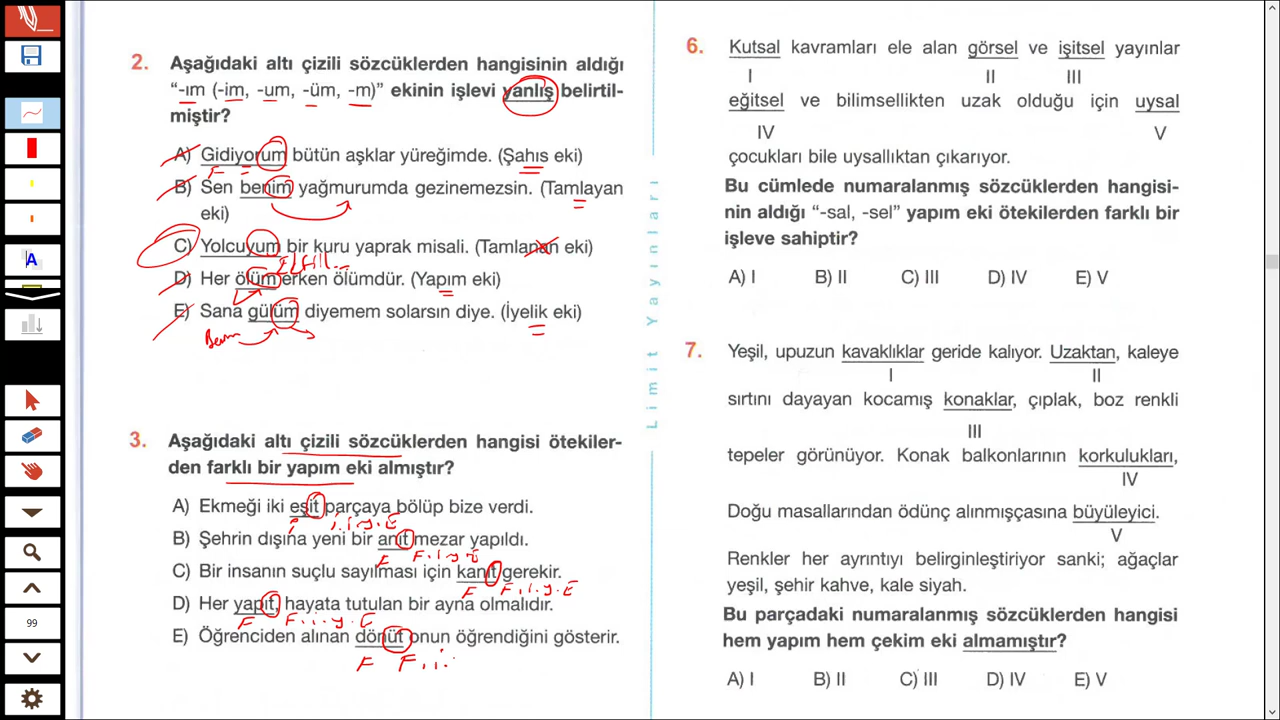 2. Aşağıdaki altı çizili sözcüklerden hangisinin aldığı
"-ım (-im, -um, -üm, -m)" ekinin işlevi yanlış belirtil-
miştir?
A) Gidiyorum bütün aşklar yüreğimde. (Şahıs eki)
B) Sen benim yağmurumda gezinemezsin. (Tamlayan
eki)
C) Yolcuyum bir kuru yaprak misali. (Tamlanan eki)
D) Her ölüm erken ölümdür. (Yapım eki)
E) Sana gülüm diyemem solarsın diye. (İyelik eki)
3. Aşağıdaki altı çizili sözcüklerden hangisi ötekiler-
den farklı bir yapım eki almıştır?
A) Ekmeği iki eşit parçaya bölüp bize verdi.
i.i.y.E
B) Şehrin dışına yeni bir anıt mezar yapıldı.
F F.i.y.E
C) Bir insanın suçlu sayılması için kanıt gerekir.
F F.i.y.E
D) Her yapıt, hayata tutulan bir ayna olmalıdır.
F F.i.y.E
E) Öğrenciden alınan dönüt onun öğrendiğini gösterir.
F F.i.
Limit Yayınları
6. Kutsal kavramları ele alan görsel ve işitsel yayınlar
I II III
eğitsel ve bilimsellikten uzak olduğu için uysal
IV V
çocukları bile uysallıktan çıkarıyor.
Bu cümlede numaralanmış sözcüklerden hangisi-
nin aldığı "-sal, -sel" yapım eki ötekilerden farklı bir
işleve sahiptir?
A) I B) II C) III D) IV E) V
7. Yeşil, upuzun kavaklıklar geride kalıyor. Uzaktan, kaleye
I II
sırtını dayayan kocamış konaklar, çıplak, boz renkli
III
tepeler görünüyor. Konak balkonlarının korkulukları,
IV
Doğu masallarından ödünç alınmışçasına büyüleyici.
V
Renkler her ayrıntıyı belirginleştiriyor sanki; ağaçlar
yeşil, şehir kahve, kale siyah.
Bu parçadaki numaralanmış sözcüklerden hangisi
hem yapım hem çekim eki almamıştır?
A) I B) II C) III D) IV E) V
A
99